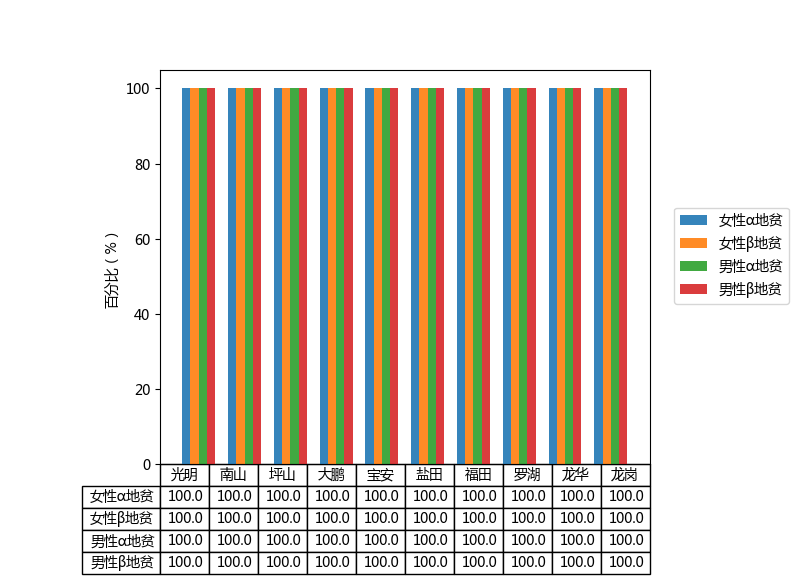 100
80
60
40
20
0
百分比（%）
女性α地贫
女性β地贫
男性α地贫
男性β地贫
光明 南山 坪山 大鹏 宝安 盐田 福田 罗湖 龙华 龙岗
女性α地贫 100.0 100.0 100.0 100.0 100.0 100.0 100.0 100.0 100.0 100.0
女性β地贫 100.0 100.0 100.0 100.0 100.0 100.0 100.0 100.0 100.0 100.0
男性α地贫 100.0 100.0 100.0 100.0 100.0 100.0 100.0 100.0 100.0 100.0
男性β地贫 100.0 100.0 100.0 100.0 100.0 100.0 100.0 100.0 100.0 100.0